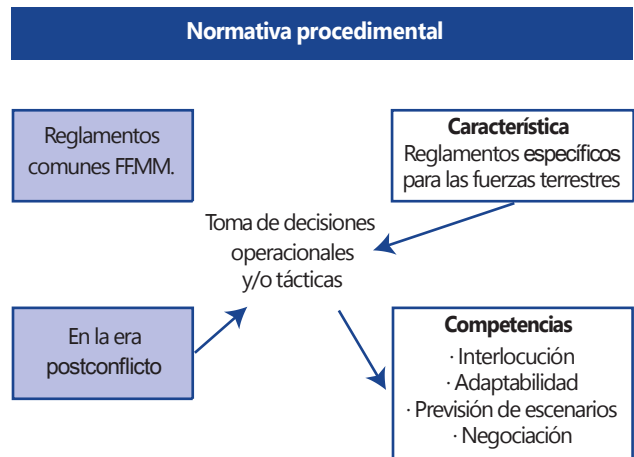 Normativa procedimental
Reglamentos
comunes FF.MM.
Característica
Reglamentos específicos
para las fuerzas terrestres
Toma de decisiones
operacionales
y/o tácticas
En la era
postconflicto
Competencias
· Interlocución
· Adaptabilidad
· Previsión de escenarios
· Negociación